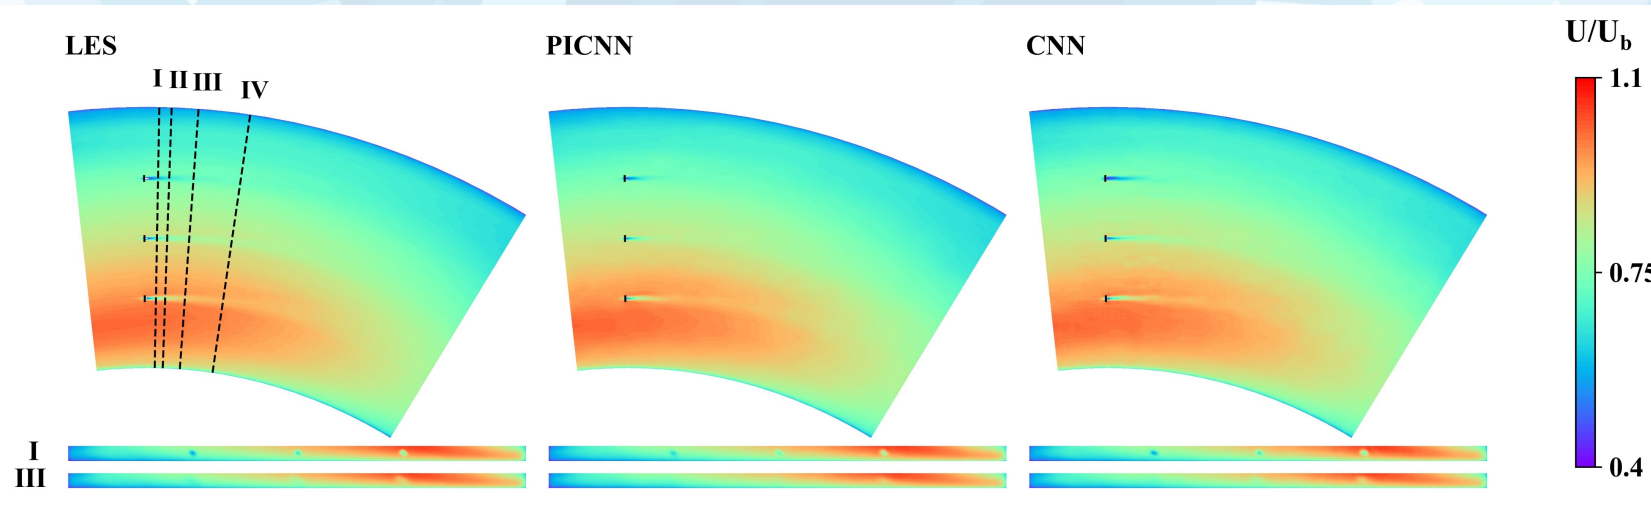 LES
PICNN
CNN
U/Ub
I II III IV
1.1
0.75
0.4
I
III